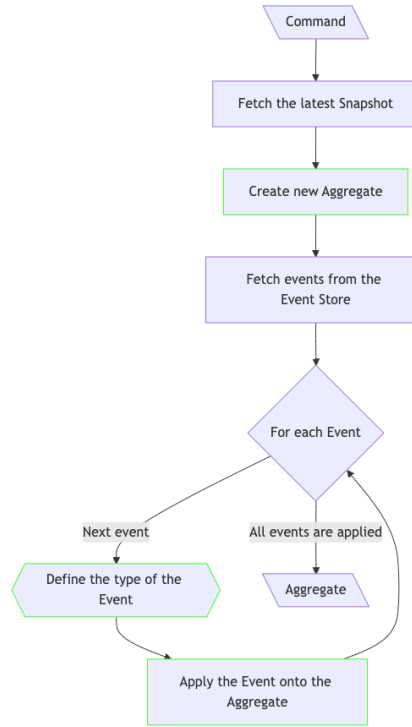 Command
Fetch the latest Snapshot
Create new Aggregate
Fetch events from the
Event Store
For each Event
Next event
All events are applied
Define the type of the
Event
Aggregate
Apply the Event onto the
Aggregate